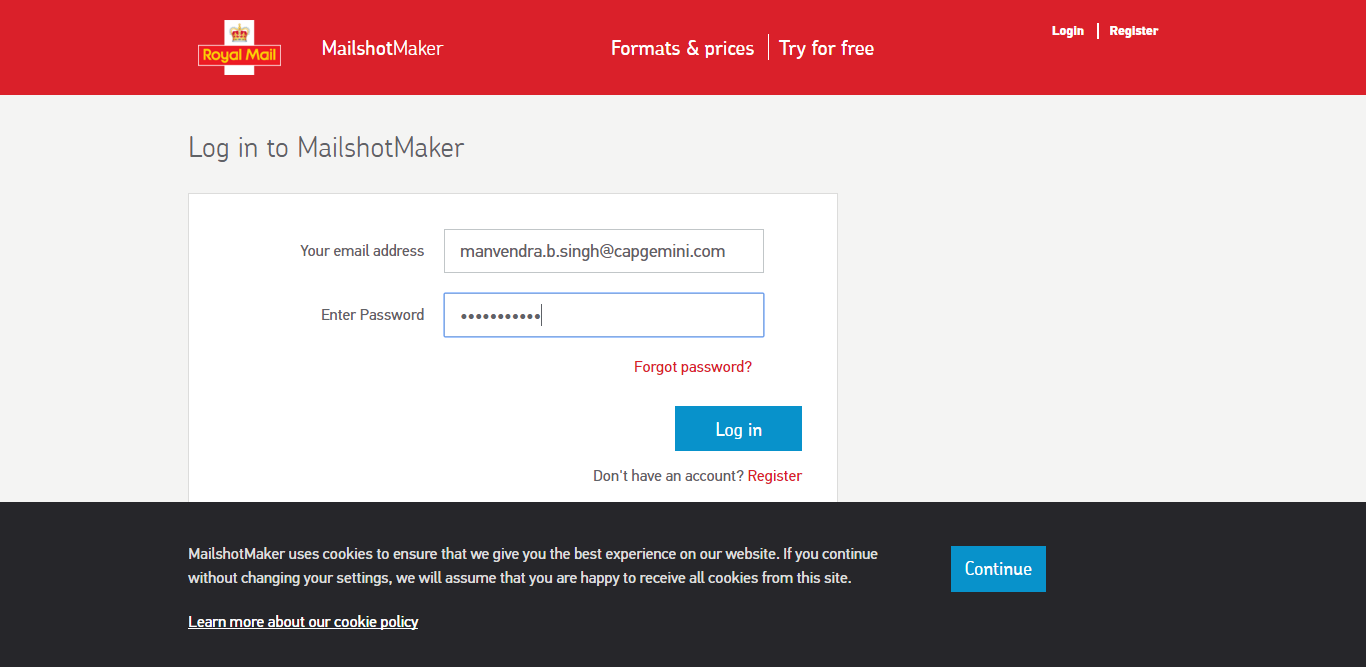 Royal Mail
MailshotMaker
Formats & prices
Try for free
Login
Register
Log in to MailshotMaker
Your email address
manvendra.b.singh@capgemini.com
Enter Password
•••••••••••
Forgot password?
Log in
Don't have an account? Register
MailshotMaker uses cookies to ensure that we give you the best experience on our website. If you continue
without changing your settings, we will assume that you are happy to receive all cookies from this site.
Continue
Learn more about our cookie policy